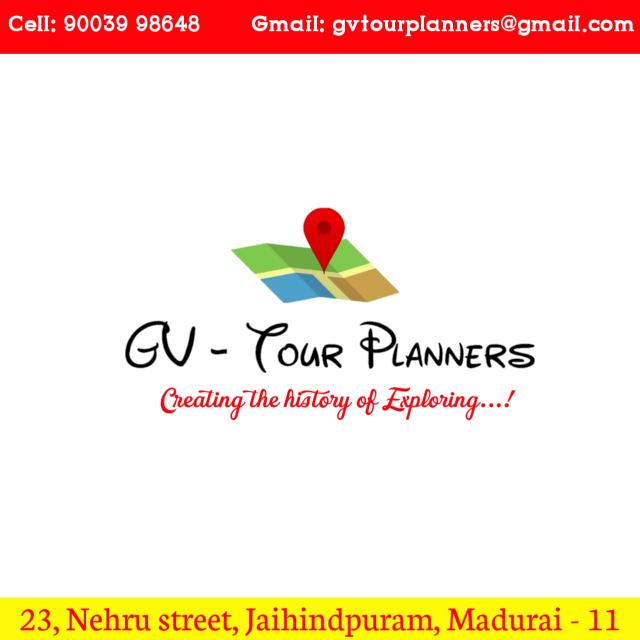 Cell: 90039 98648 Gmail: gvtourplanners@gmail.com
GV - Tour Planners
Creating the history of Exploring...!
23, Nehru street, Jaihindpuram, Madurai - 11